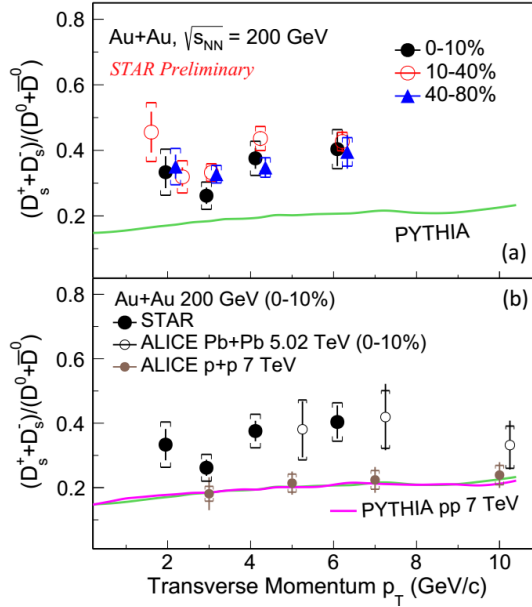 Au+Au, √s_NN = 200 GeV
STAR Preliminary
0-10%
10-40%
40-80%
(D_s^+ + D_s^-)/(D^0 + D̅^0)
0.8
0.6
0.4
0.2
PYTHIA
(a)
Au+Au 200 GeV (0-10%)
(b)
STAR
ALICE Pb+Pb 5.02 TeV (0-10%)
ALICE p+p 7 TeV
(D_s^+ + D_s^-)/(D^0 + D̅^0)
0.8
0.6
0.4
0.2
PYTHIA pp 7 TeV
2 4 6 8 10
Transverse Momentum p_T (GeV/c)